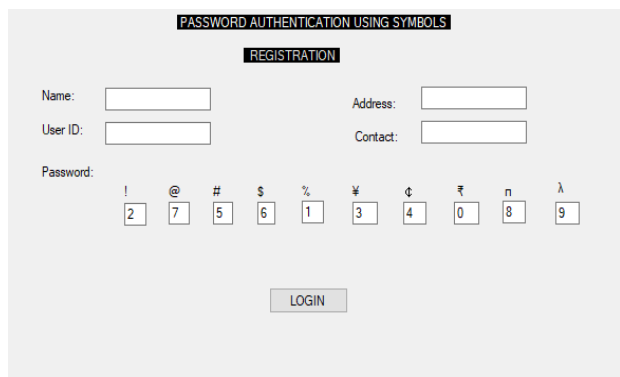 PASSWORD AUTHENTICATION USING SYMBOLS
REGISTRATION
Name: Address:
User ID: Contact:
Password:
! @ # $ % ¥ ¢ ₹ п λ
2 7 5 6 1 3 4 0 8 9
LOGIN